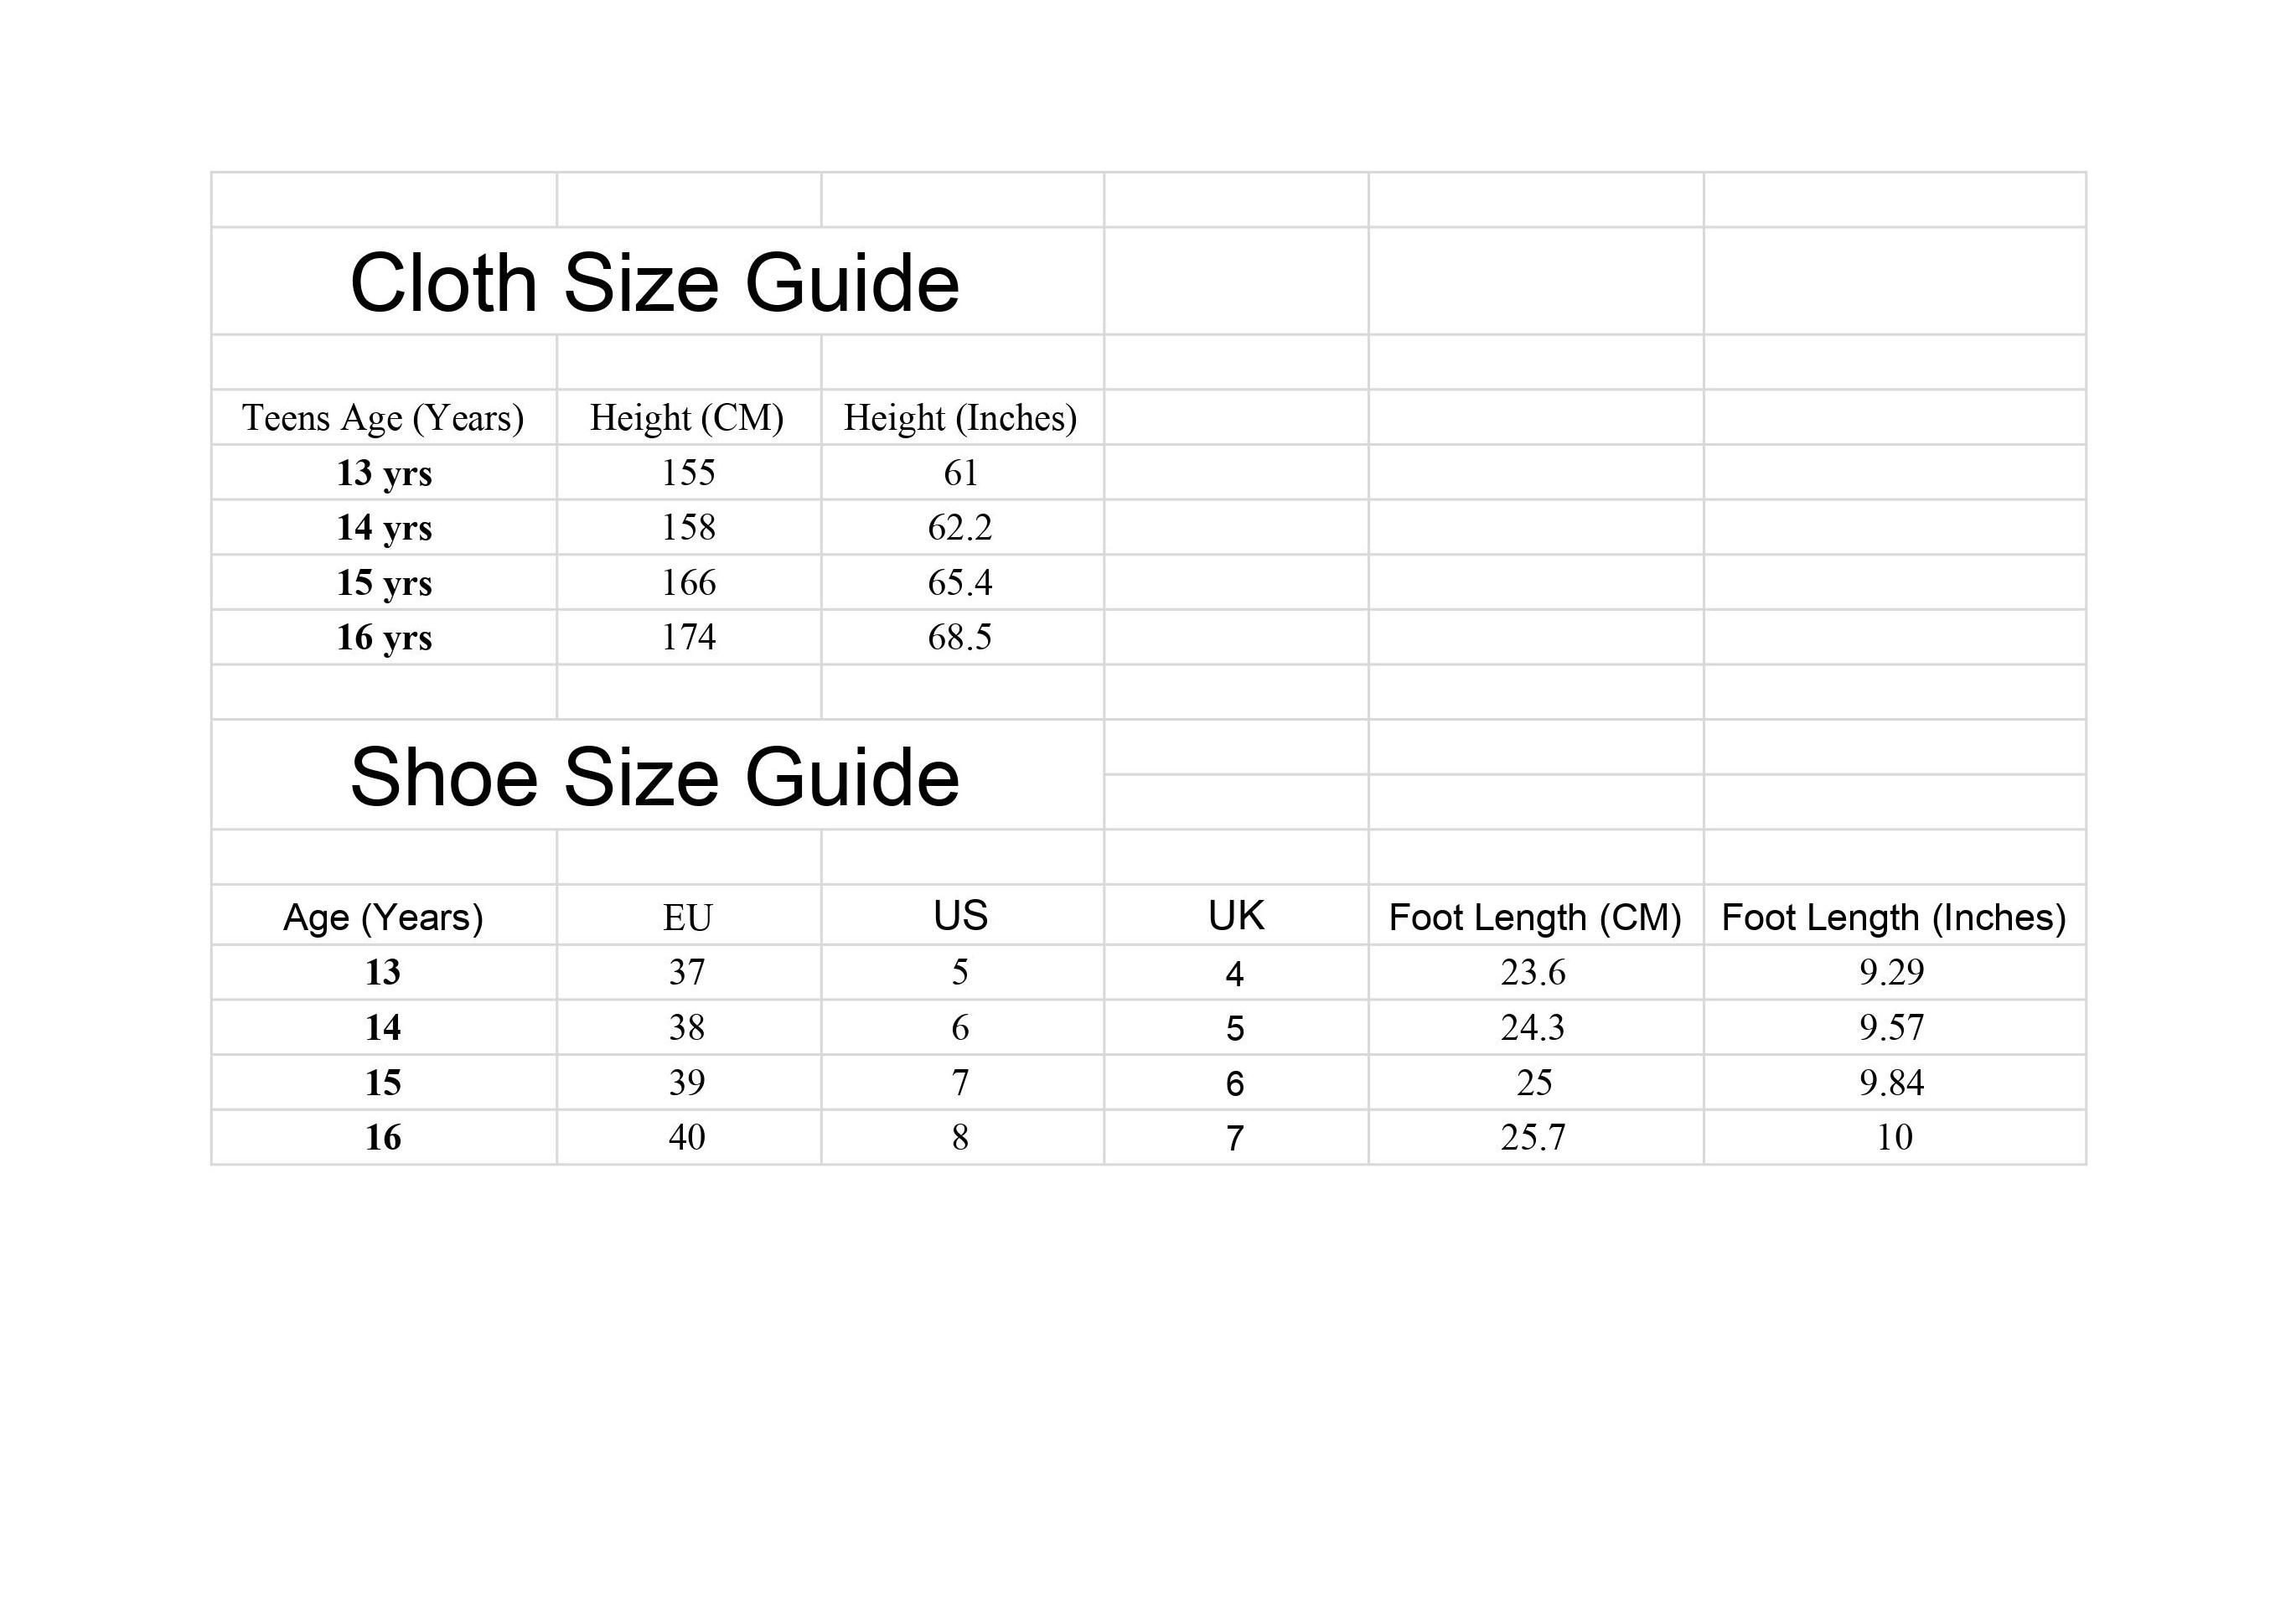 Cloth Size Guide
Teens Age (Years) Height (CM) Height (Inches)
13 yrs 155 61
14 yrs 158 62.2
15 yrs 166 65.4
16 yrs 174 68.5
Shoe Size Guide
Age (Years) EU US UK Foot Length (CM) Foot Length (Inches)
13 37 5 4 23.6 9.29
14 38 6 5 24.3 9.57
15 39 7 6 25 9.84
16 40 8 7 25.7 10